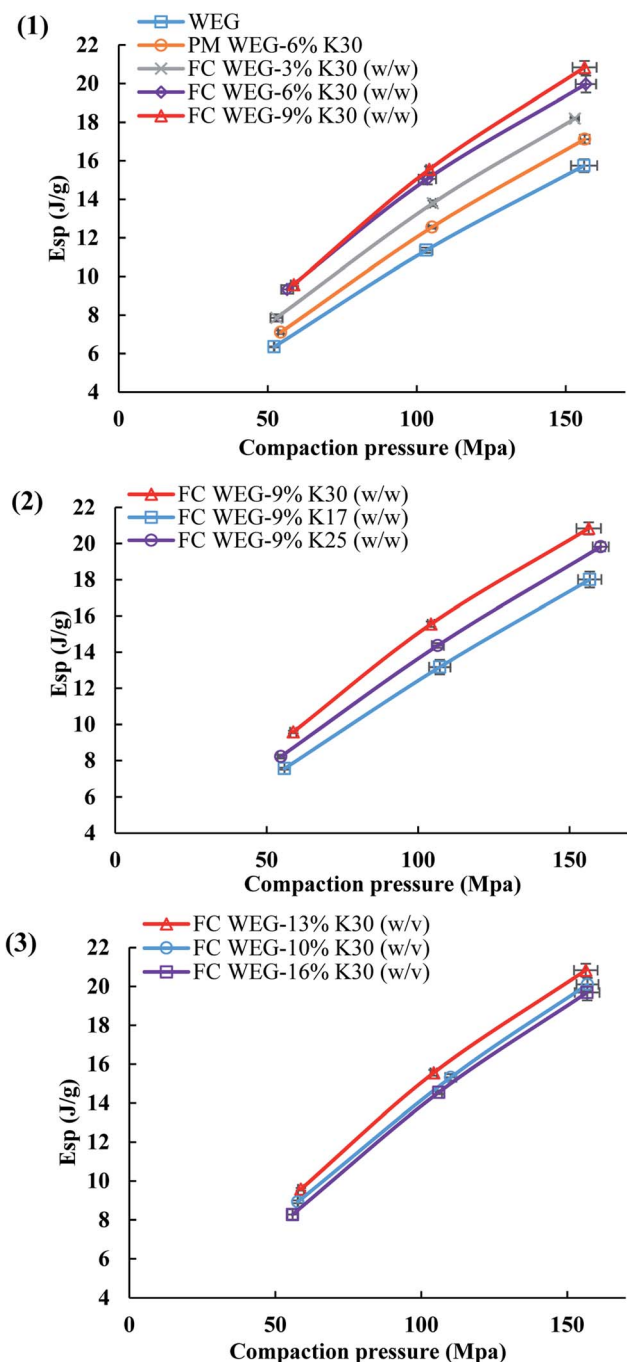 (1)
WEG
PM WEG-6% K30
FC WEG-3% K30 (w/w)
FC WEG-6% K30 (w/w)
FC WEG-9% K30 (w/w)
22
20
18
16
14
12
10
8
6
4
Esp (J/g)
0
50
100
150
Compaction pressure (Mpa)
(2)
FC WEG-9% K30 (w/w)
FC WEG-9% K17 (w/w)
FC WEG-9% K25 (w/w)
22
20
18
16
14
12
10
8
6
4
Esp (J/g)
0
50
100
150
Compaction pressure (Mpa)
(3)
FC WEG-13% K30 (w/v)
FC WEG-10% K30 (w/v)
FC WEG-16% K30 (w/v)
22
20
18
16
14
12
10
8
6
4
Esp (J/g)
0
50
100
150
Compaction pressure (Mpa)